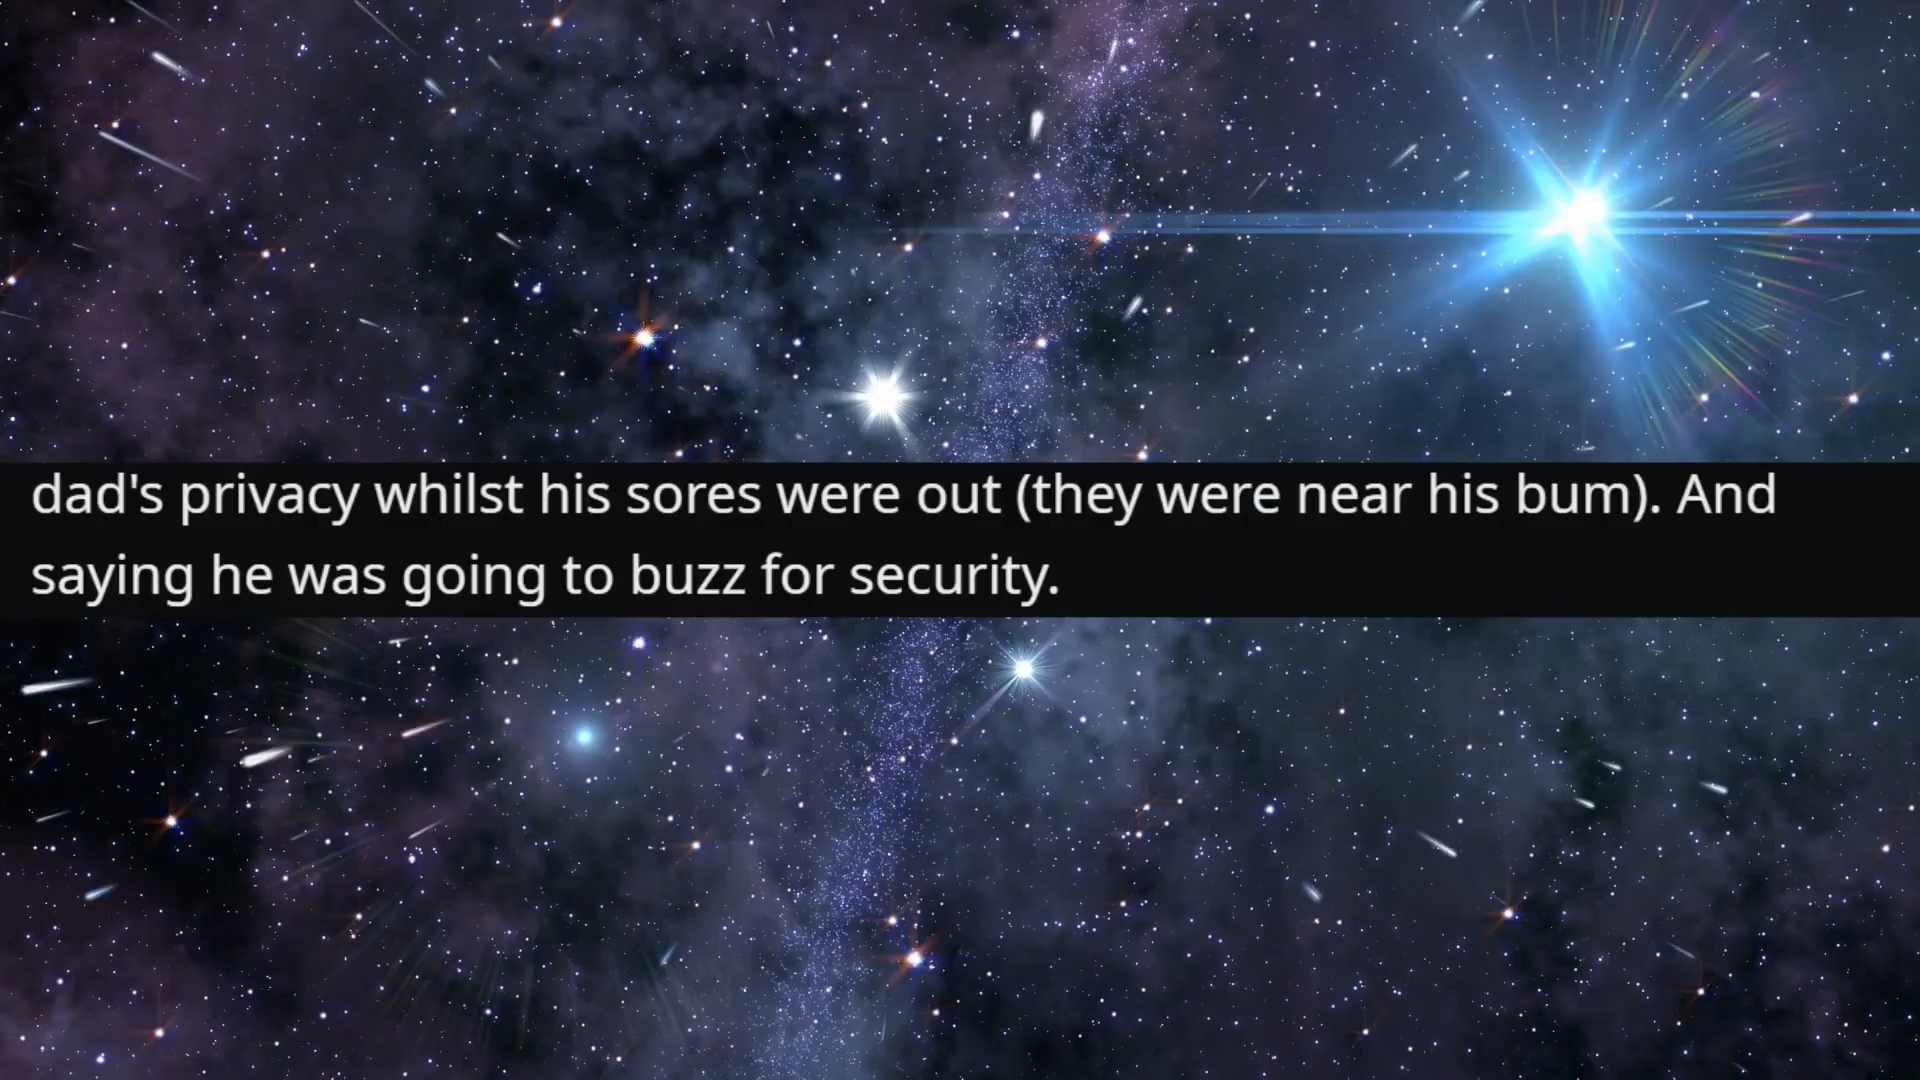 dad's privacy whilst his sores were out (they were near his bum). And
saying he was going to buzz for security.